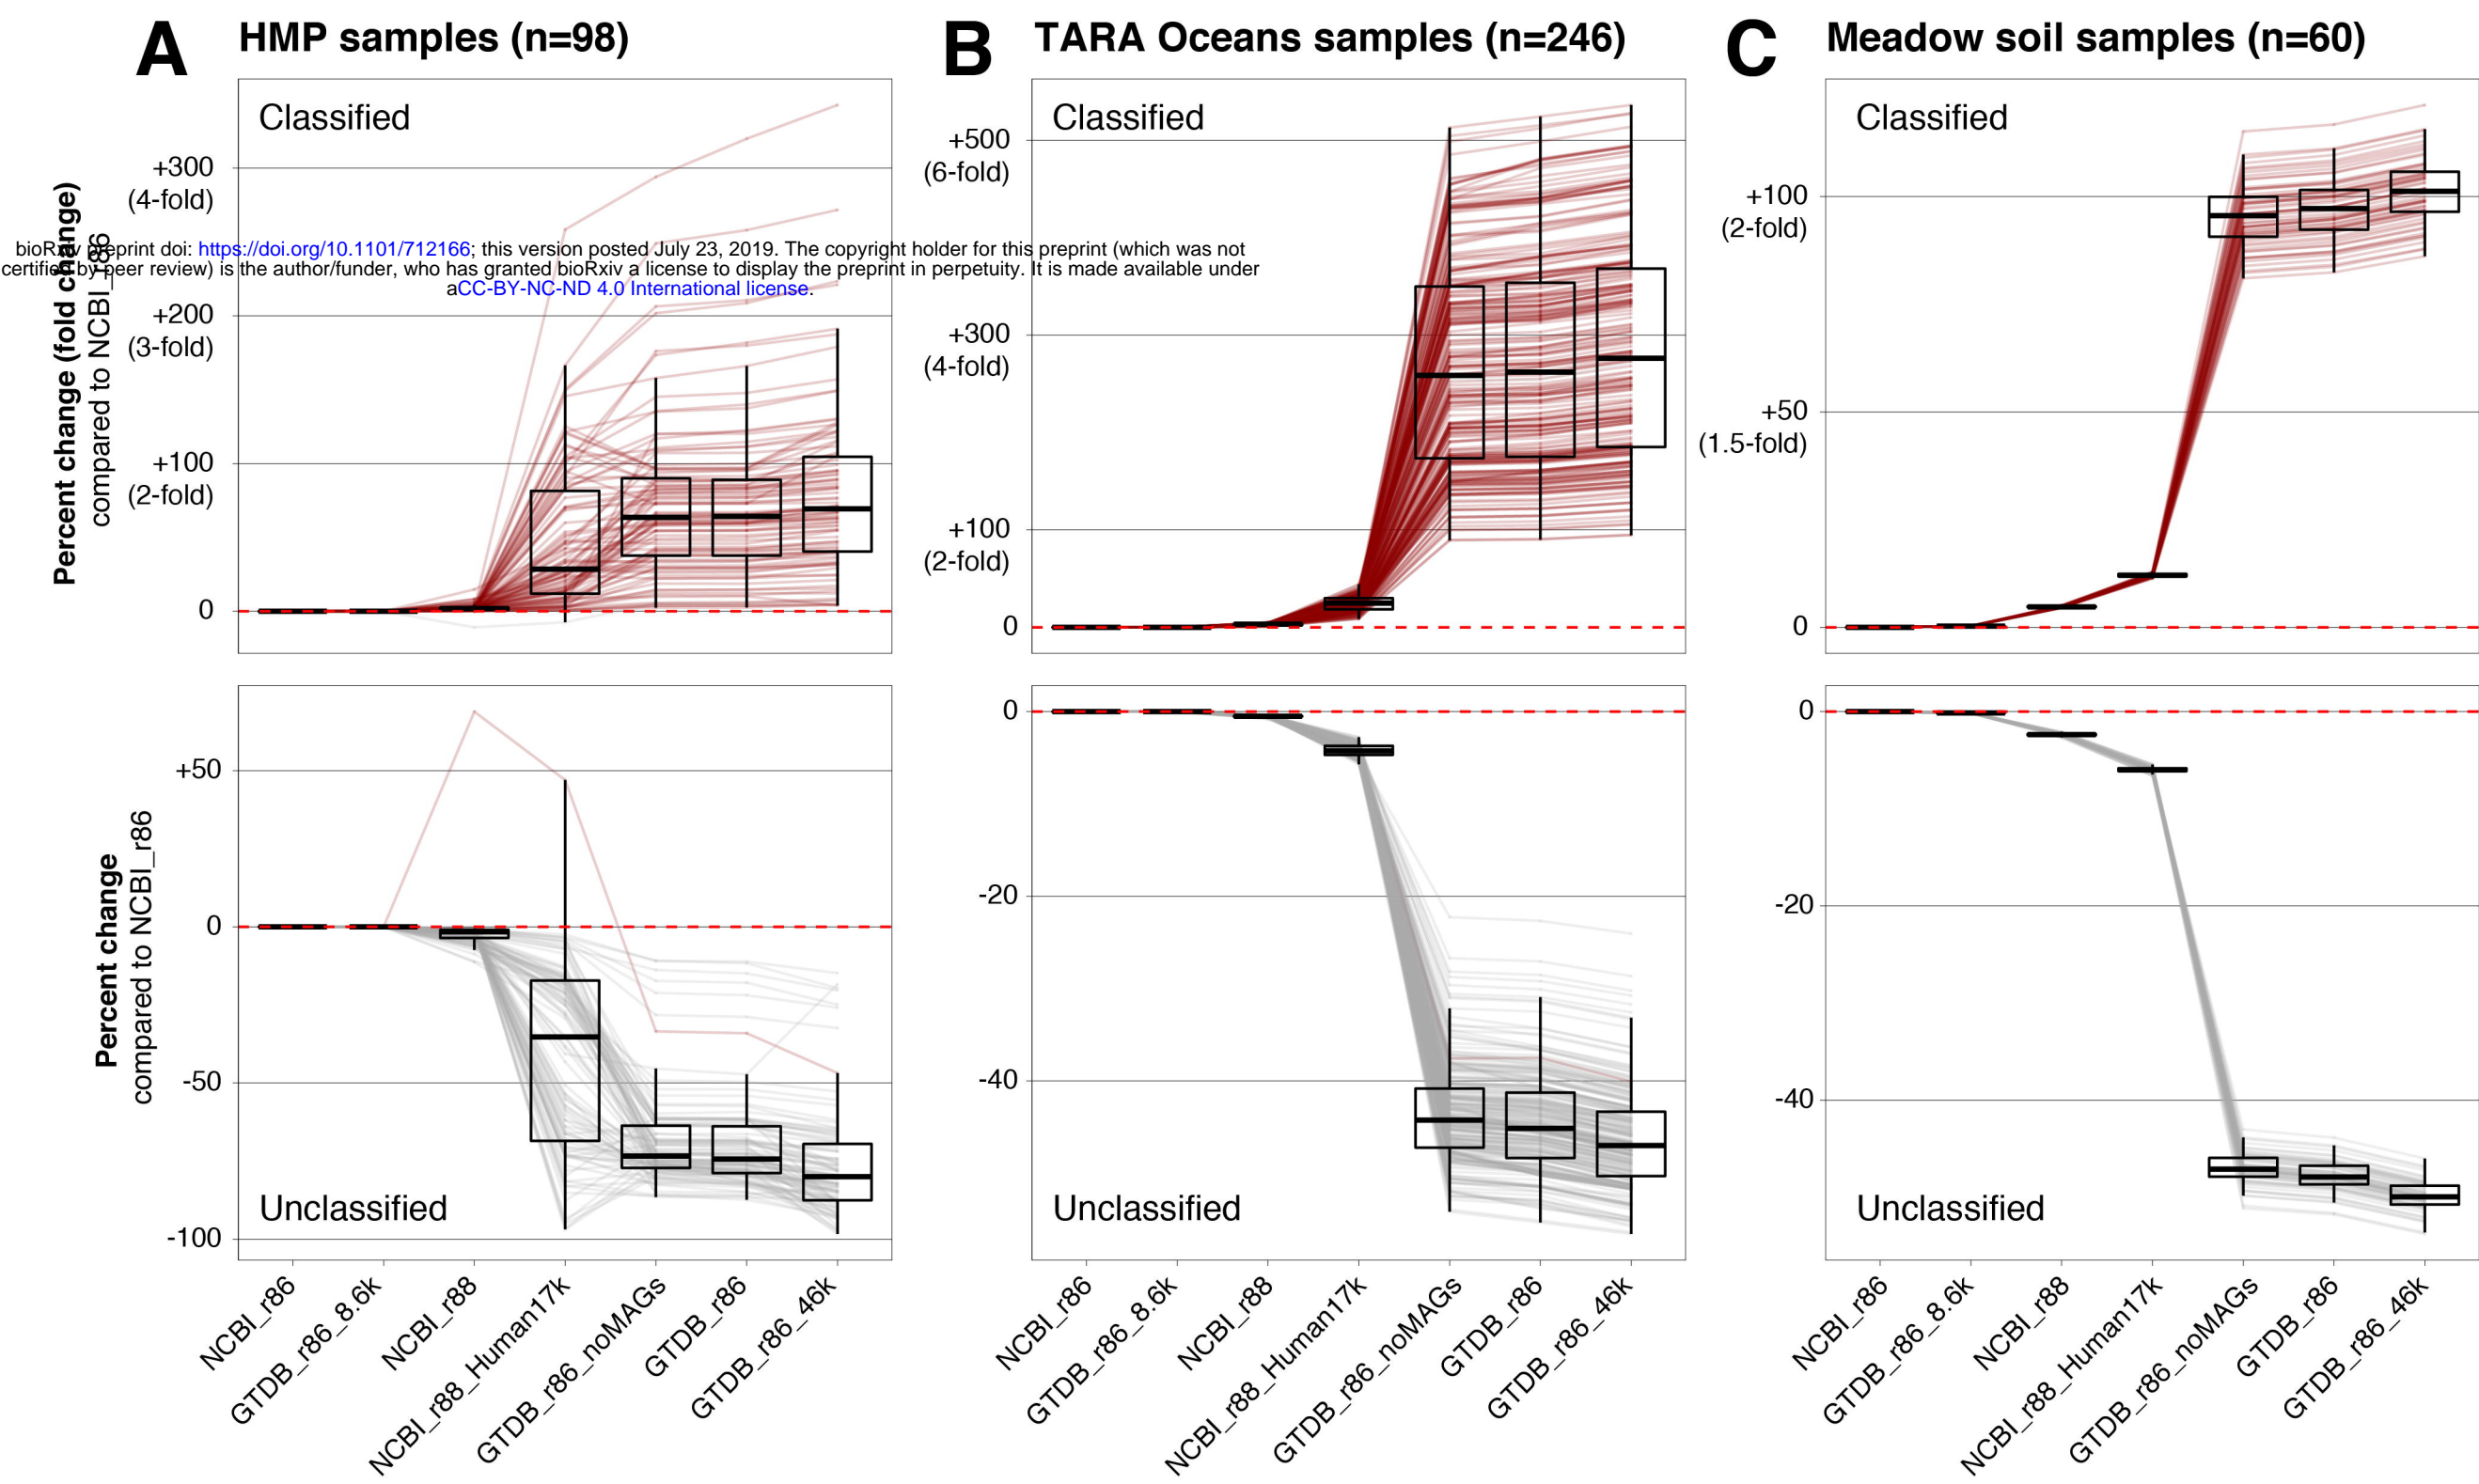 A HMP samples (n=98)
B TARA Oceans samples (n=246)
C Meadow soil samples (n=60)
Percent change (fold change)
compared to NCBI_r86
Classified
+300
(4-fold)
+200
(3-fold)
+100
(2-fold)
0
Classified
+500
(6-fold)
+300
(4-fold)
+100
(2-fold)
0
Classified
+100
(2-fold)
+50
(1.5-fold)
0
bioRxiv preprint doi: https://doi.org/10.1101/712166; this version posted July 23, 2019. The copyright holder for this preprint (which was not
certified by peer review) is the author/funder, who has granted bioRxiv a license to display the preprint in perpetuity. It is made available under
aCC-BY-NC-ND 4.0 International license.
Percent change
compared to NCBI_r86
+50
0
-50
-100
Unclassified
0
-20
-40
Unclassified
0
-20
-40
Unclassified
NCBI_r86
GTDB_r86_8.6k
NCBI_r88
NCBI_r88_Human17k
GTDB_r86_noMAGs
GTDB_r86
GTDB_r86_46k
NCBI_r86
GTDB_r86_8.6k
NCBI_r88
NCBI_r88_Human17k
GTDB_r86_noMAGs
GTDB_r86
GTDB_r86_46k
NCBI_r86
GTDB_r86_8.6k
NCBI_r88
NCBI_r88_Human17k
GTDB_r86_noMAGs
GTDB_r86
GTDB_r86_46k